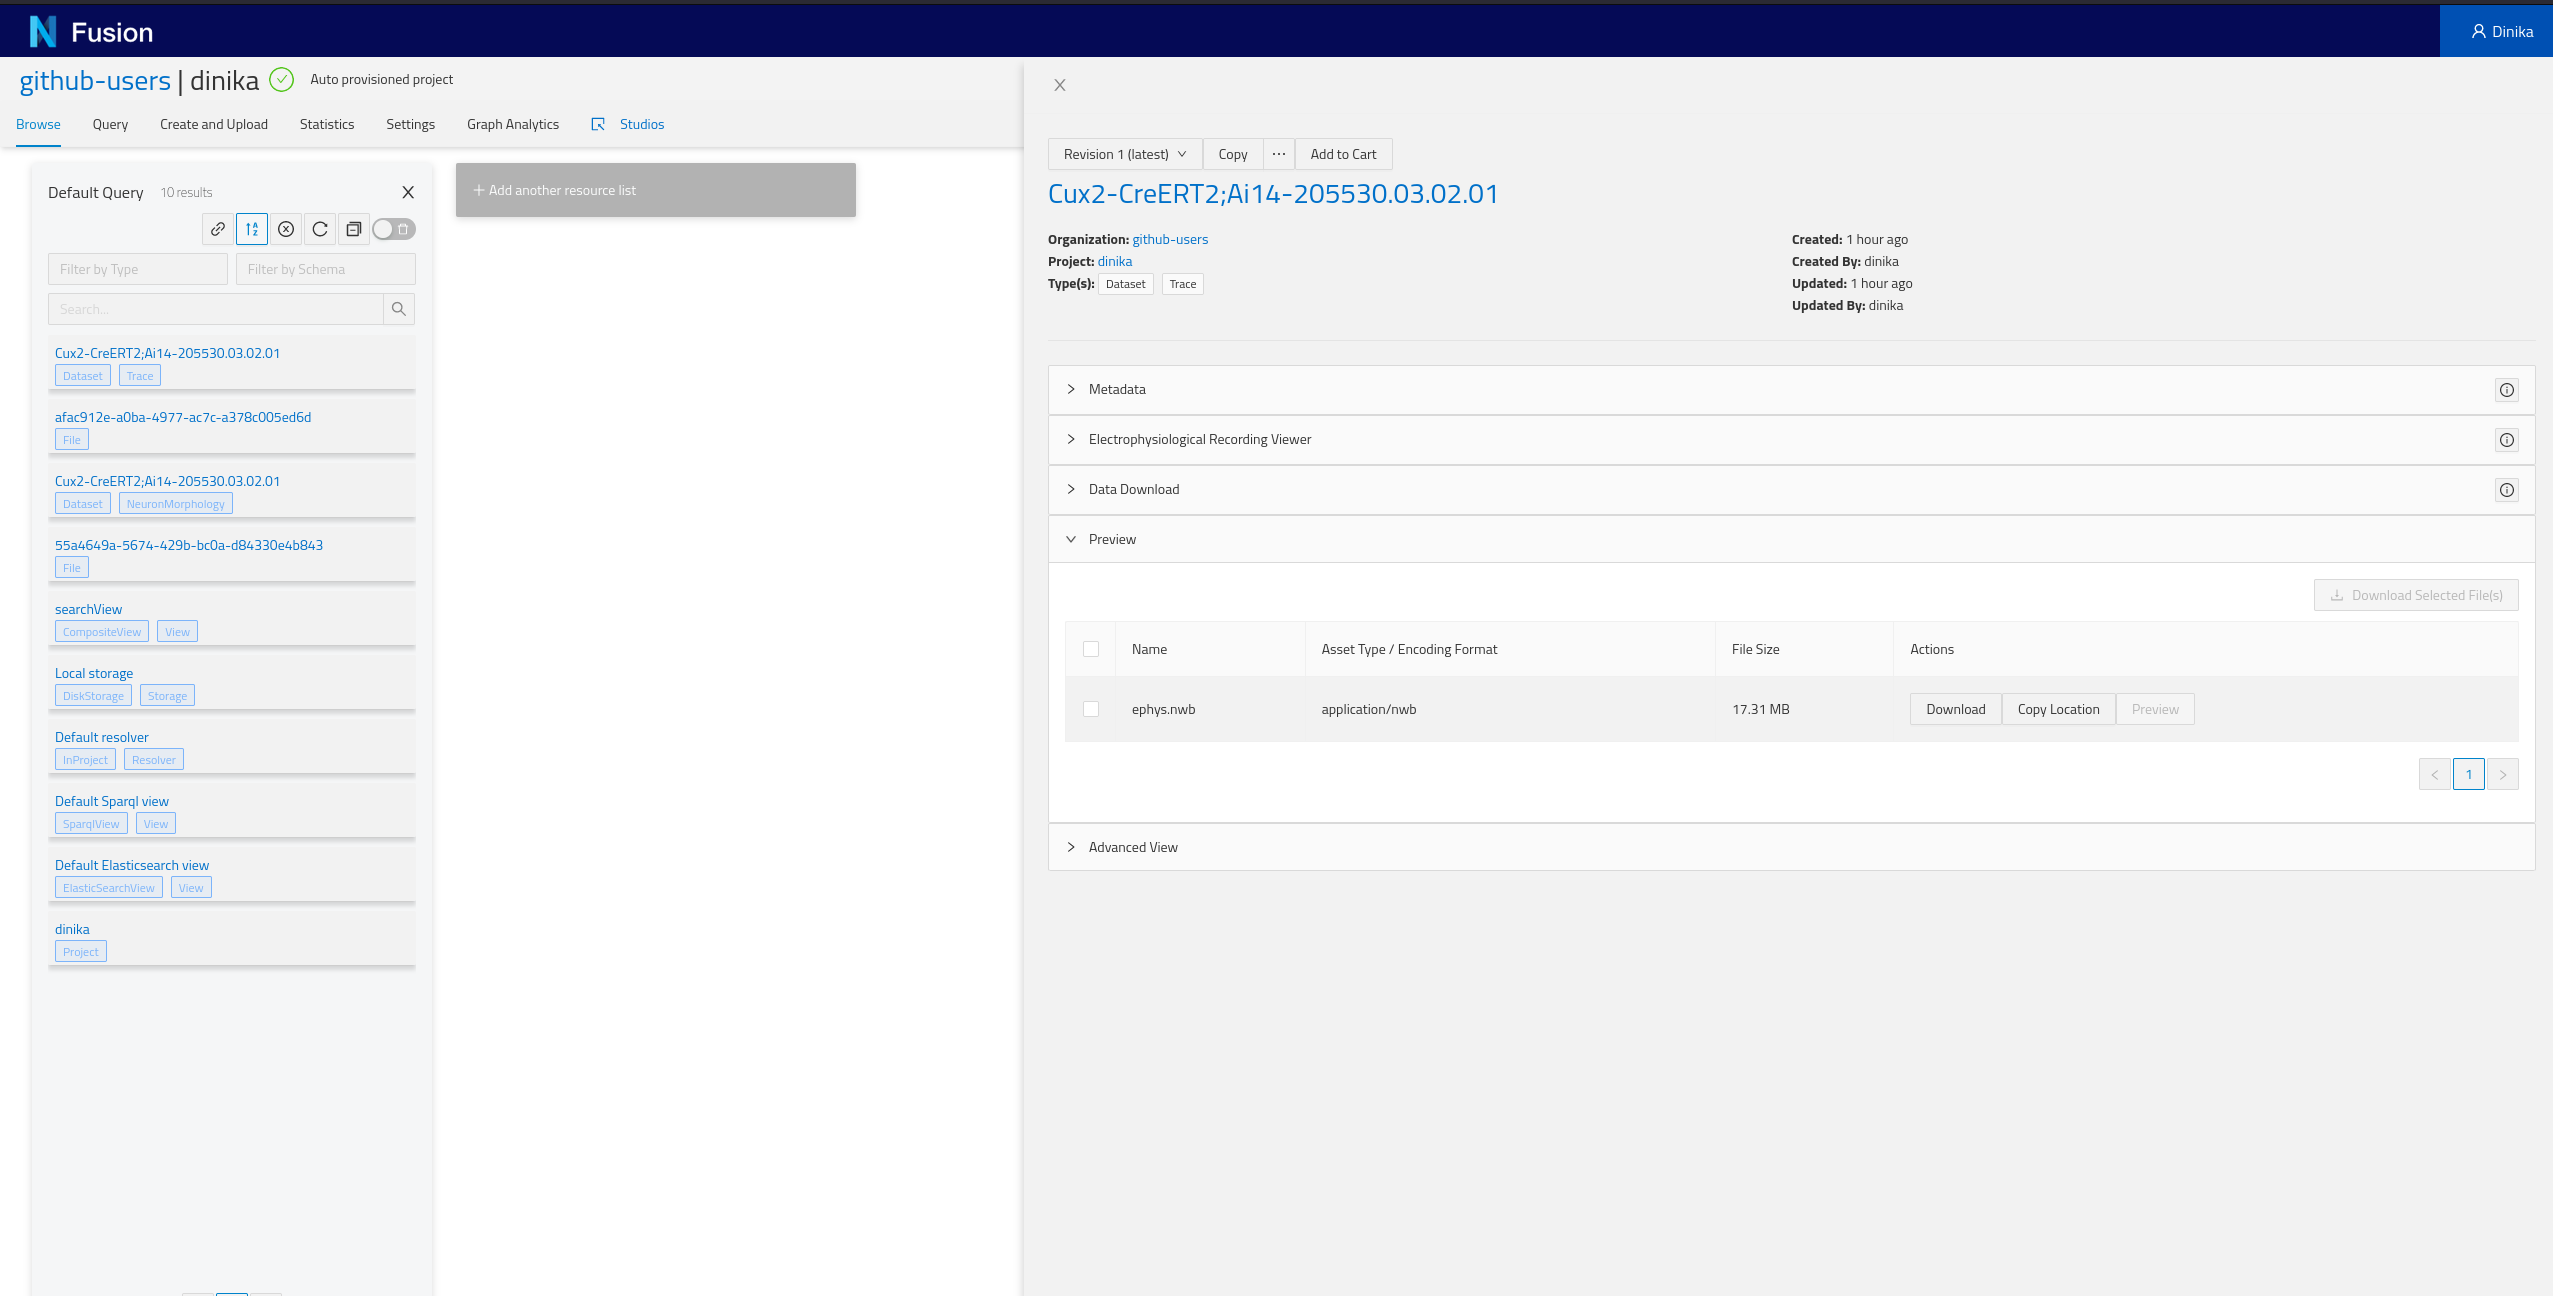 Fusion
Dinika
github-users | dinika Auto provisioned project
Browse Query Create and Upload Statistics Settings Graph Analytics Studios
Default Query 10 results
Filter by Type Filter by Schema
Search...
Cux2-CreERT2;Ai14-205530.03.02.01
Dataset Trace
afac912e-a0ba-4977-ac7c-a378c005ed6d
File
Cux2-CreERT2;Ai14-205530.03.02.01
Dataset NeuronMorphology
55a4649a-5674-429b-bc0a-d84330e4b843
File
searchView
CompositeView View
Local storage
DiskStorage Storage
Default resolver
InProject Resolver
Default Sparql view
SparqlView View
Default Elasticsearch view
ElasticSearchView View
dinika
Project
+ Add another resource list
Revision 1 (latest) Copy ... Add to Cart
Cux2-CreERT2;Ai14-205530.03.02.01
Organization: github-users
Project: dinika
Type(s): Dataset Trace
Created: 1 hour ago
Created By: dinika
Updated: 1 hour ago
Updated By: dinika
Metadata
Electrophysiological Recording Viewer
Data Download
Preview
Download Selected File(s)
Name Asset Type / Encoding Format File Size Actions
ephys.nwb application/nwb 17.31 MB Download Copy Location Preview
< 1 >
Advanced View